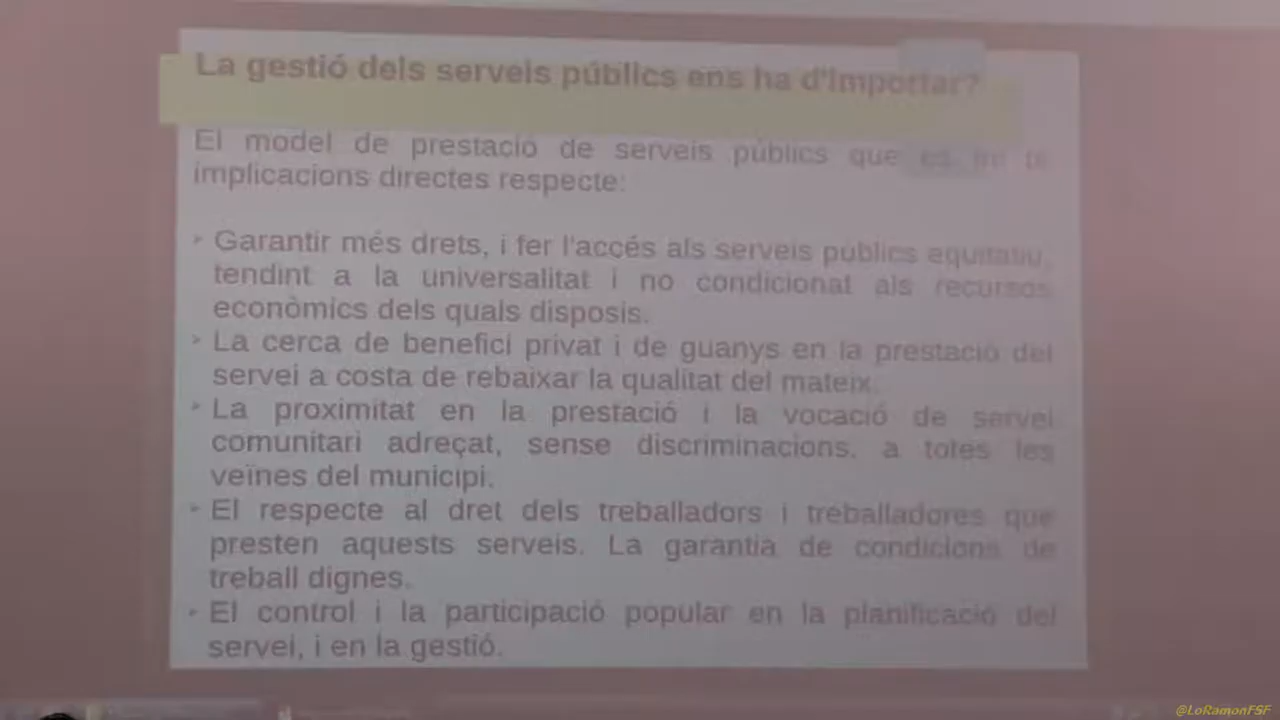 La gestió dels serveis públics ens ha d'importar?
El model de prestació de serveis públics que es fa té
implicacions directes respecte:
Garantir més drets, i fer l'accés als serveis públics equitatiu,
tendint a la universalitat i no condicionat als recursos
econòmics dels quals disposis.
La cerca de benefici privat i de guanys en la prestació del
servei a costa de rebaixar la qualitat del mateix.
La proximitat en la prestació i la vocació de servei
comunitari adreçat, sense discriminacions, a totes les
veïnes del municipi.
El respecte al dret dels treballadors i treballadores que
presten aquests serveis. La garantia de condicions de
treball dignes.
El control i la participació popular en la planificació del
servei, i en la gestió.
@LoRamonFSF